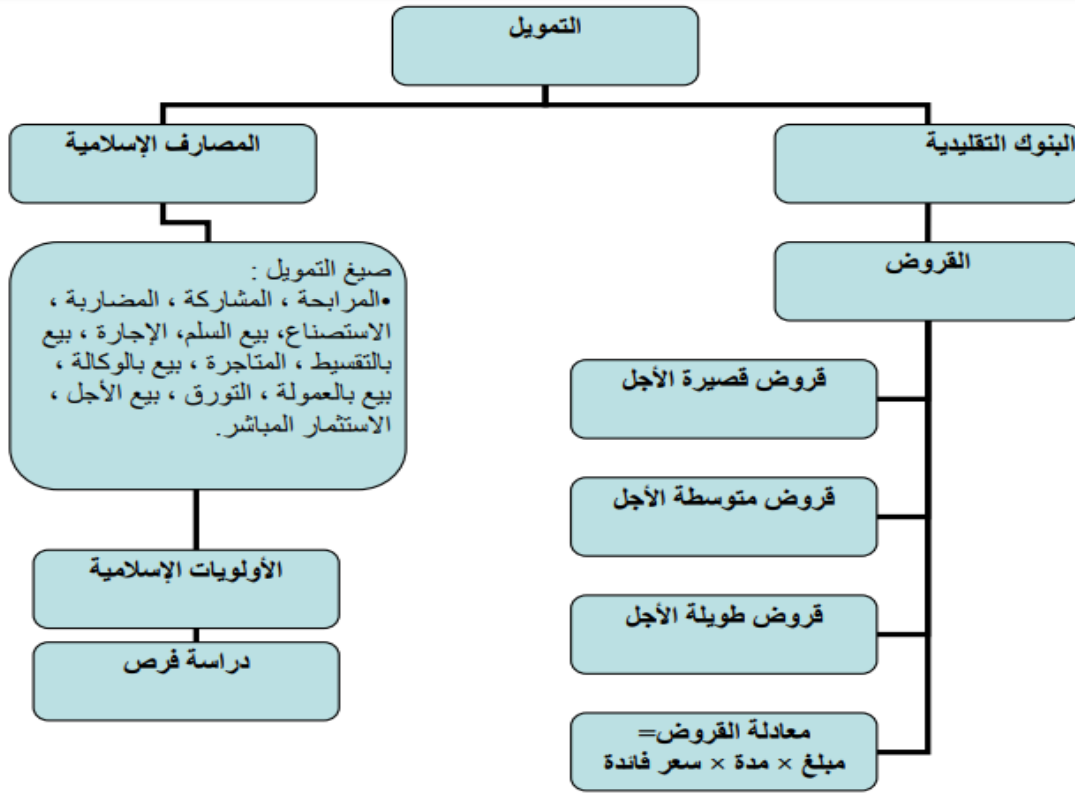 التمويل
البنوك التقليدية
القروض
قروض قصيرة الأجل
قروض متوسطة الأجل
قروض طويلة الأجل
معادلة القروض=
مبلغ × مدة × سعر فائدة
المصارف الإسلامية
صيغ التمويل :
•المرابحة ، المشاركة ، المضاربة ،
الاستصناع، بيع السلم، الإجارة ، بيع
بالتقسيط ، المتاجرة ، بيع بالوكالة ،
بيع بالعمولة ، التورق ، بيع الأجل ،
الاستثمار المباشر.
الأولويات الإسلامية
دراسة فرص